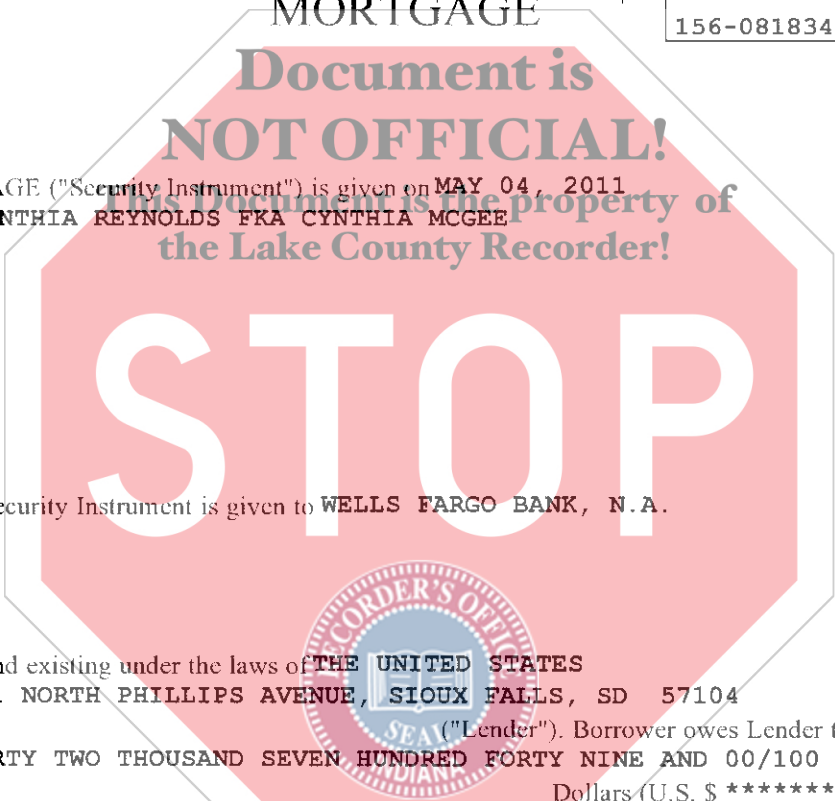 MORTGAGE
156-081834
Document is
NOT OFFICIAL!
AGE ("Security Instrument") is given on MAY 04, 2011
This Document is the property of
NTHIA REYNOLDS FKA CYNTHIA MCGEE
the Lake County Recorder!
STOP
ecurity Instrument is given to WELLS FARGO BANK, N.A.
RECORDER'S OFFICE
nd existing under the laws of THE UNITED STATES
NORTH PHILLIPS AVENUE, SIOUX FALLS, SD 57104
("Lender"). Borrower owes Lender t
SEAL
RTY TWO THOUSAND SEVEN HUNDRED FORTY NINE AND 00/100
INDIANA
Dollars (U.S. $ *******